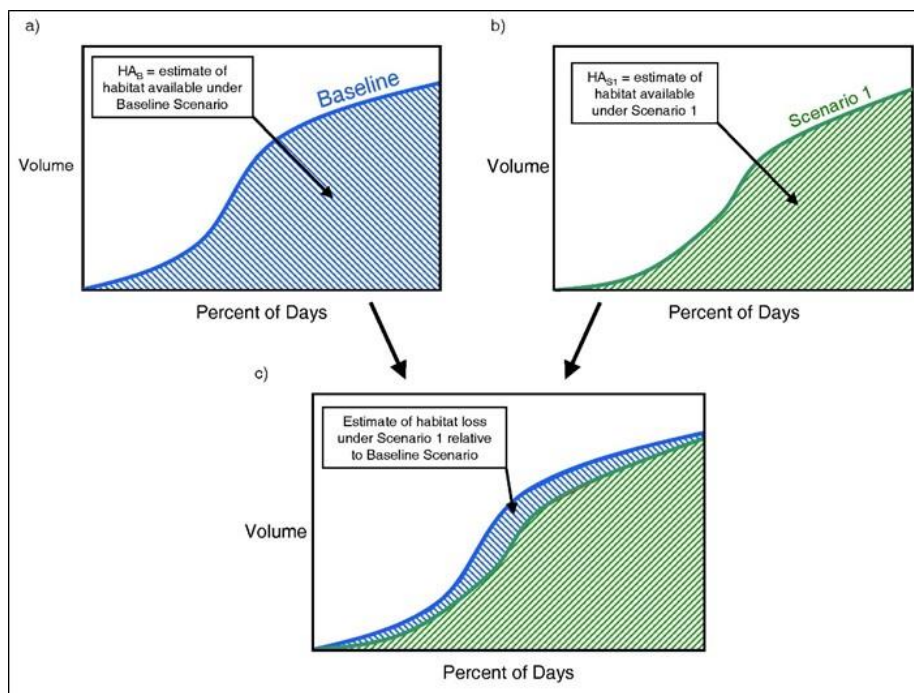 a)
HAB = estimate of
habitat available under
Baseline Scenario
Baseline
Volume
Percent of Days
b)
HAS1 = estimate of
habitat available
under Scenario 1
Scenario 1
Volume
Percent of Days
c)
Estimate of habitat loss
under Scenario 1 relative
to Baseline Scenario
Volume
Percent of Days